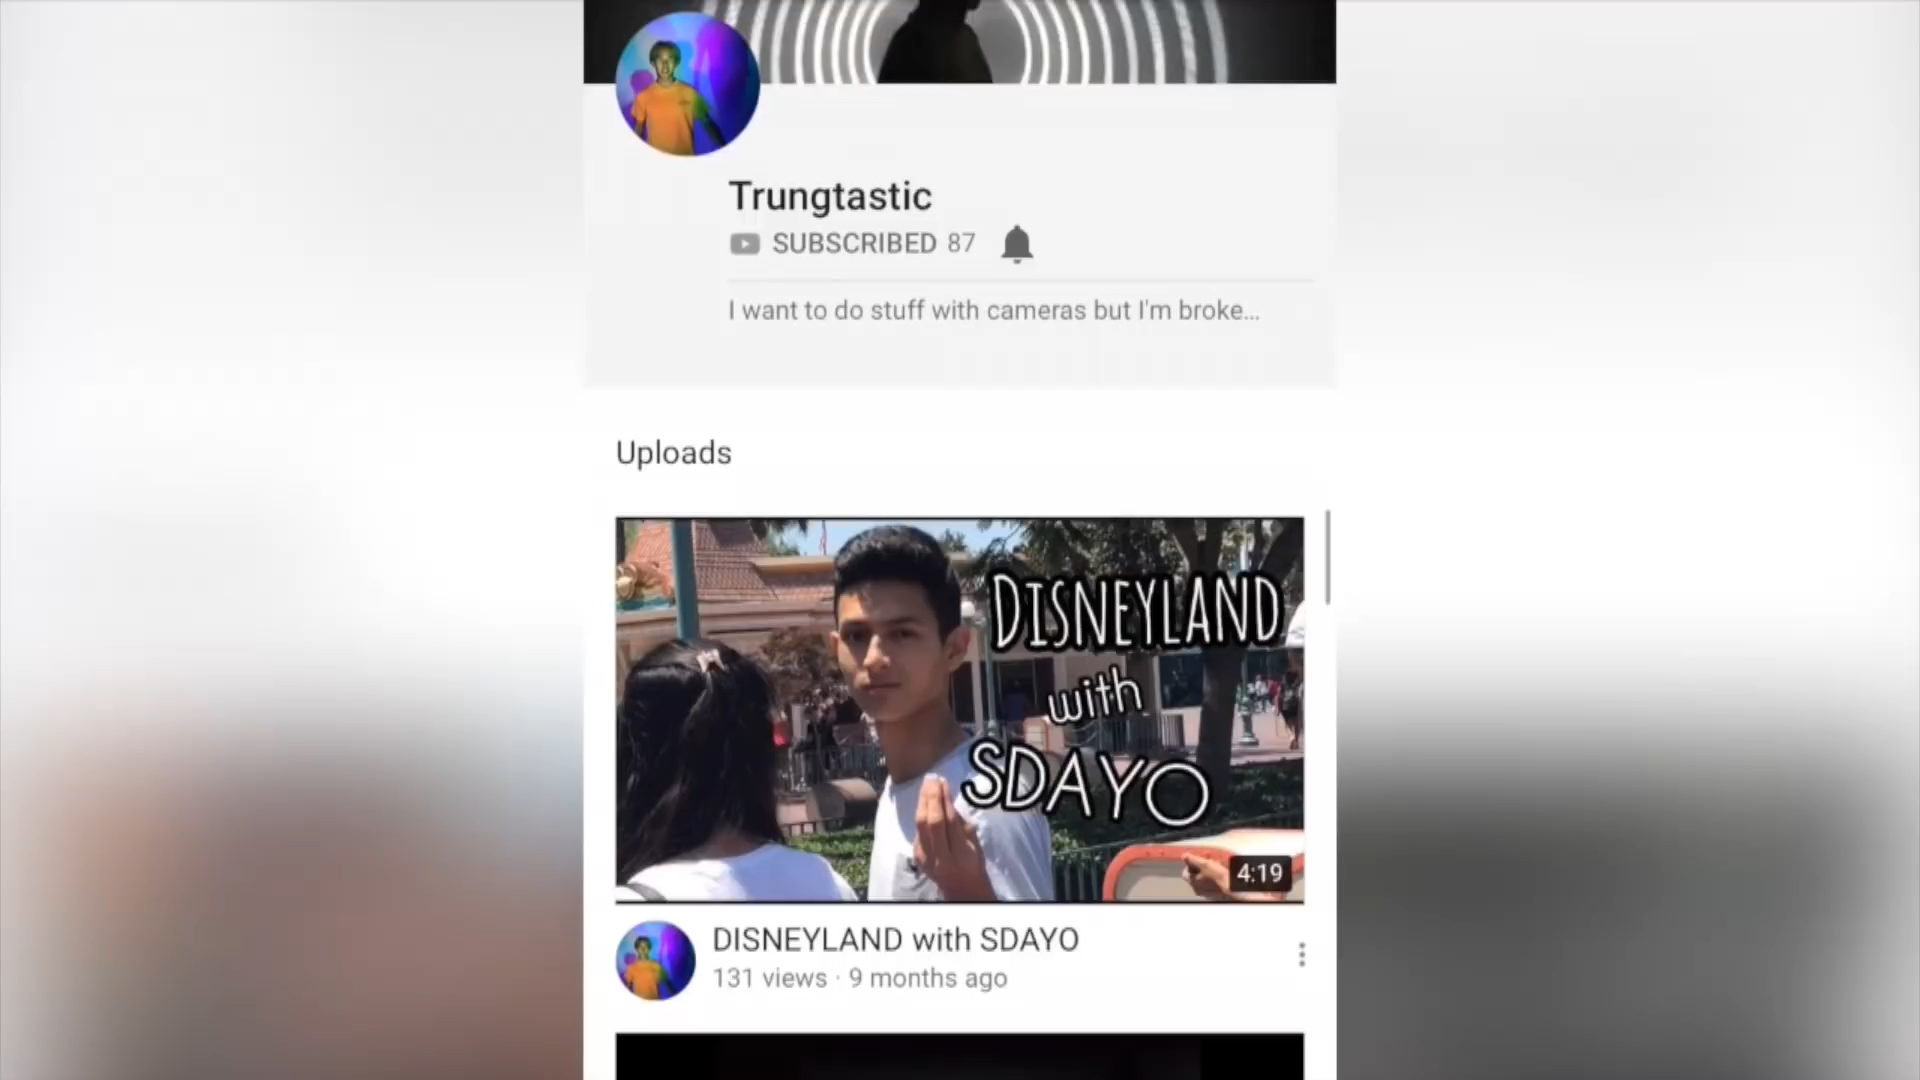 Trungtastic
SUBSCRIBED 87
I want to do stuff with cameras but I'm broke...
Uploads
DISNEYLAND
with
SDAYO
4:19
DISNEYLAND with SDAYO
131 views · 9 months ago